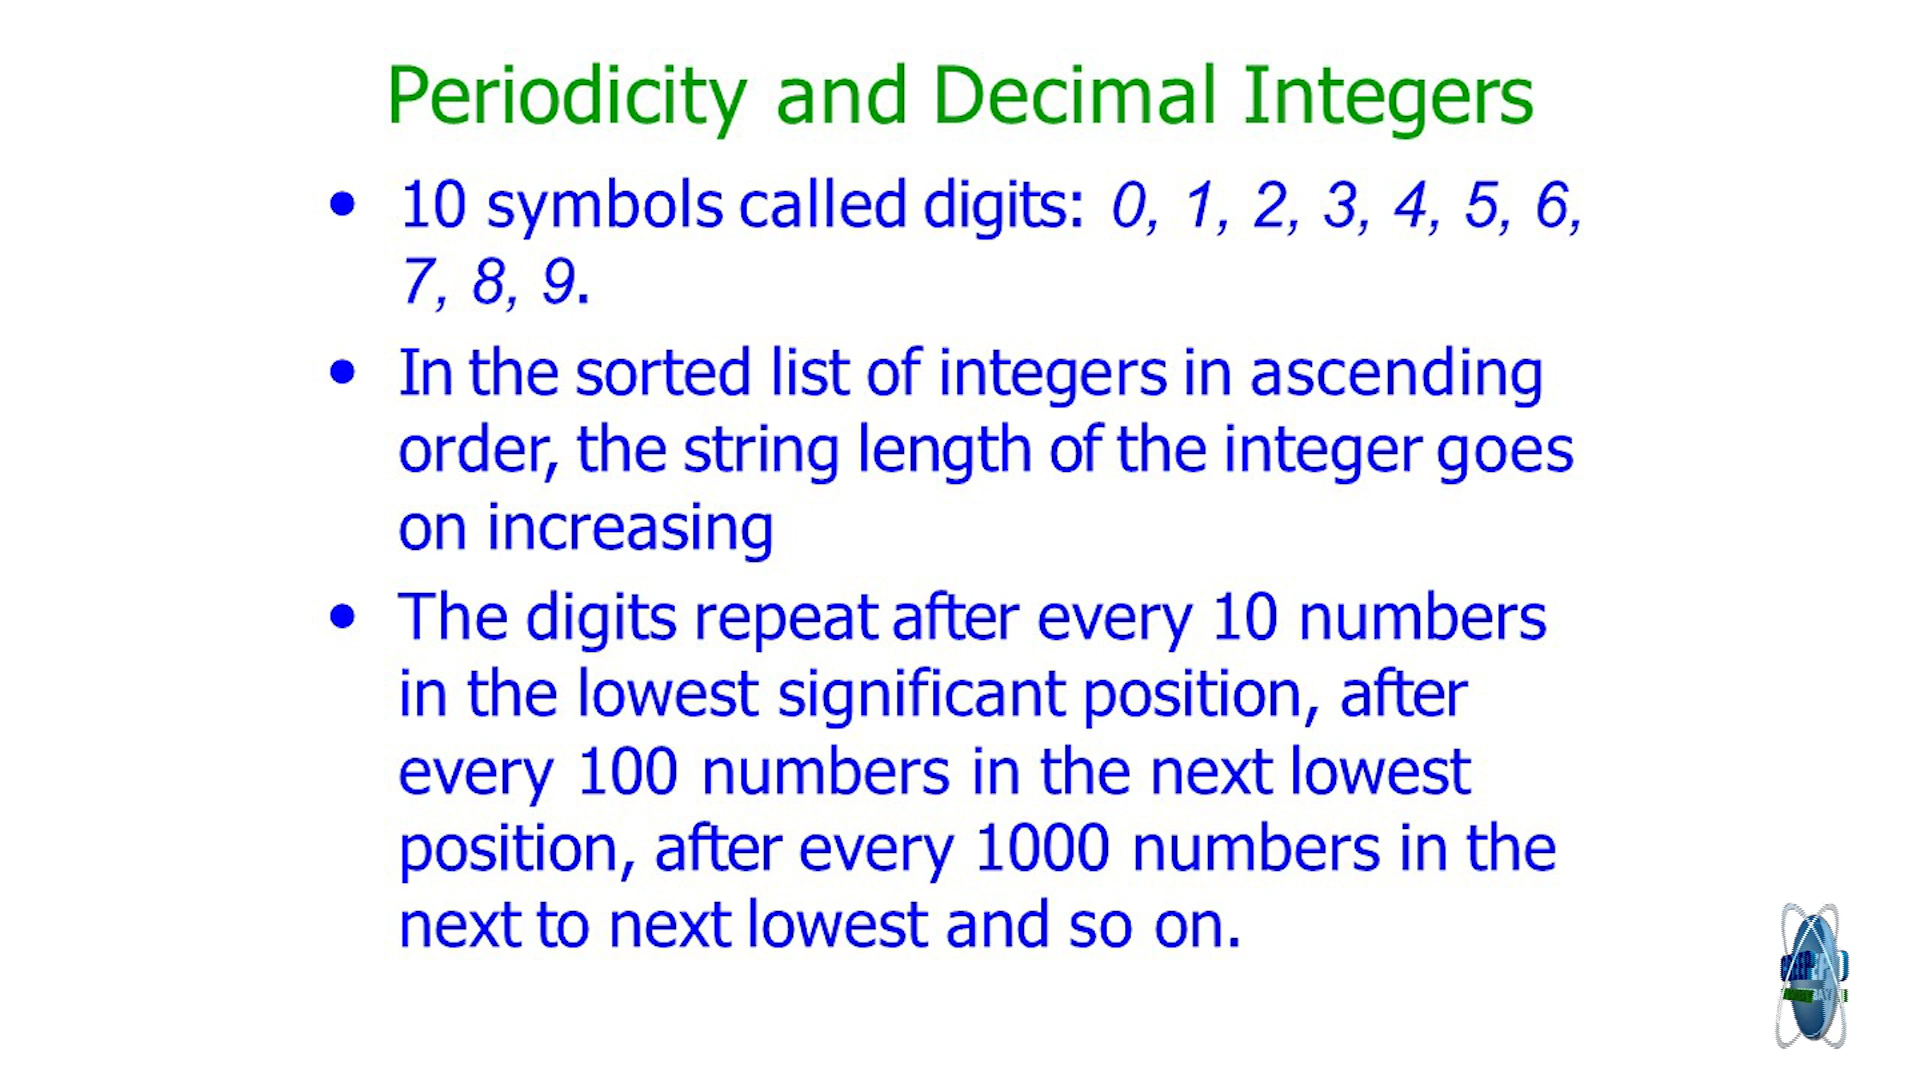 Periodicity and Decimal Integers
• 10 symbols called digits: 0, 1, 2, 3, 4, 5, 6,
7, 8, 9.
• In the sorted list of integers in ascending
order, the string length of the integer goes
on increasing
• The digits repeat after every 10 numbers
in the lowest significant position, after
every 100 numbers in the next lowest
position, after every 1000 numbers in the
next to next lowest and so on.